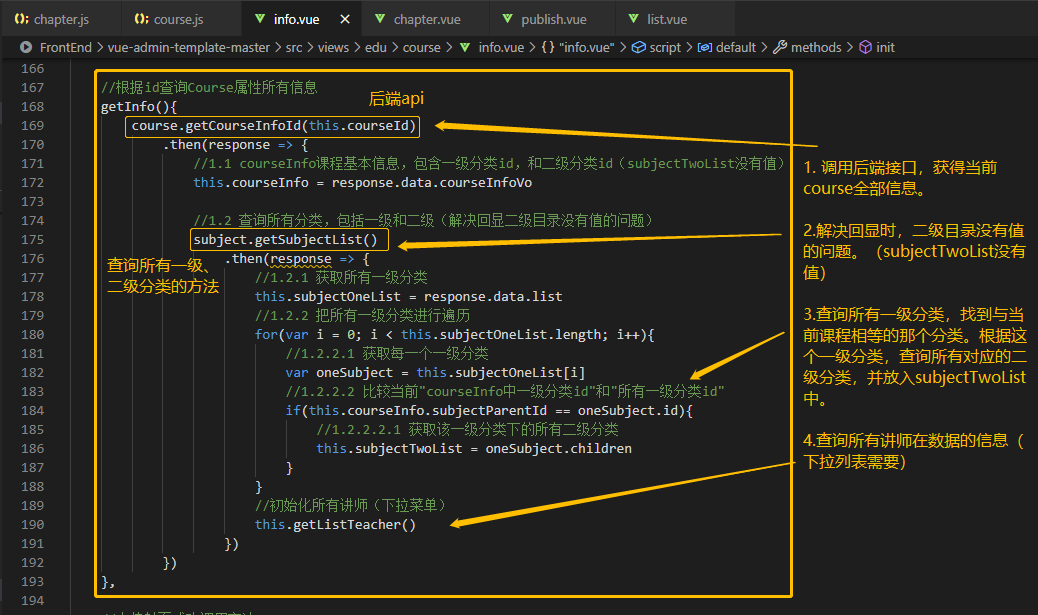 chapter.js
course.js
info.vue
chapter.vue
publish.vue
list.vue
FrontEnd > vue-admin-template-master > src > views > edu > course > info.vue > {} "info.vue" > script > default > methods > init
166
167 //根据id查询Course属性所有信息
168 getInfo(){
后端api
169 course.getCourseInfoId(this.courseId)
170 .then(response => {
171 //1.1 courseInfo课程基本信息，包含一级分类id，和二级分类id（subjectTwoList没有值）
172 this.courseInfo = response.data.courseInfoVo
173
174 //1.2 查询所有分类，包括一级和二级（解决回显二级目录没有值的问题）
175 subject.getSubjectList()
176 .then(response => {
查询所有一级、
二级分类的方法
177 //1.2.1 获取所有一级分类
178 this.subjectOneList = response.data.list
179 //1.2.2 把所有一级分类进行遍历
180 for(var i = 0; i < this.subjectOneList.length; i++){
181 //1.2.2.1 获取每一个一级分类
182 var oneSubject = this.subjectOneList[i]
183 //1.2.2.2 比较当前"courseInfo中一级分类id"和"所有一级分类id"
184 if(this.courseInfo.subjectParentId == oneSubject.id){
185 //1.2.2.2.1 获取该一级分类下的所有二级分类
186 this.subjectTwoList = oneSubject.children
187 }
188 }
189 //初始化所有讲师（下拉菜单）
190 this.getListTeacher()
191 })
192 })
193 },
194
1. 调用后端接口，获得当前
course全部信息。
2.解决回显时，二级目录没有值
的问题。（subjectTwoList没有
值）
3.查询所有一级分类，找到与当
前课程相等的那个分类。根据这
个一级分类，查询所有对应的二
级分类，并放入subjectTwoList
中。
4.查询所有讲师在数据的信息（
下拉列表需要）